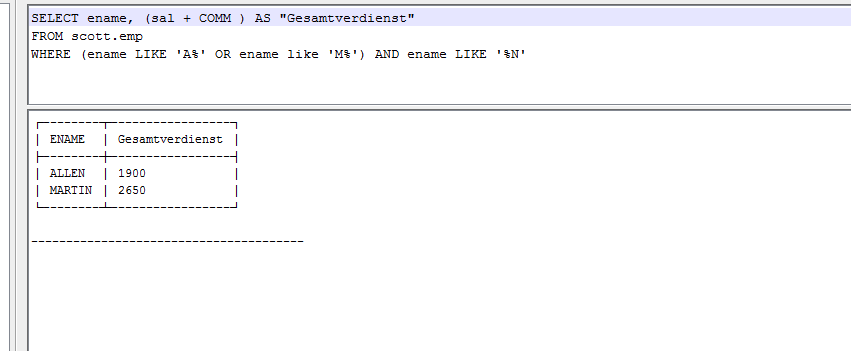 SELECT ename, (sal + COMM ) AS "Gesamtverdienst"
FROM scott.emp
WHERE (ename LIKE 'A%' OR ename like 'M%') AND ename LIKE '%N'
ENAME | Gesamtverdienst
ALLEN | 1900
MARTIN | 2650